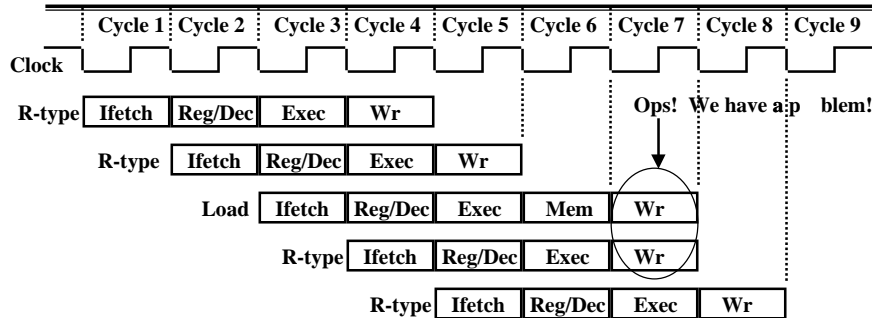 Cycle 1 Cycle 2 Cycle 3 Cycle 4 Cycle 5 Cycle 6 Cycle 7 Cycle 8 Cycle 9
Clock
R-type Ifetch Reg/Dec Exec Wr Ops! We have a p blem!
R-type Ifetch Reg/Dec Exec Wr
Load Ifetch Reg/Dec Exec Mem Wr
R-type Ifetch Reg/Dec Exec Wr
R-type Ifetch Reg/Dec Exec Wr